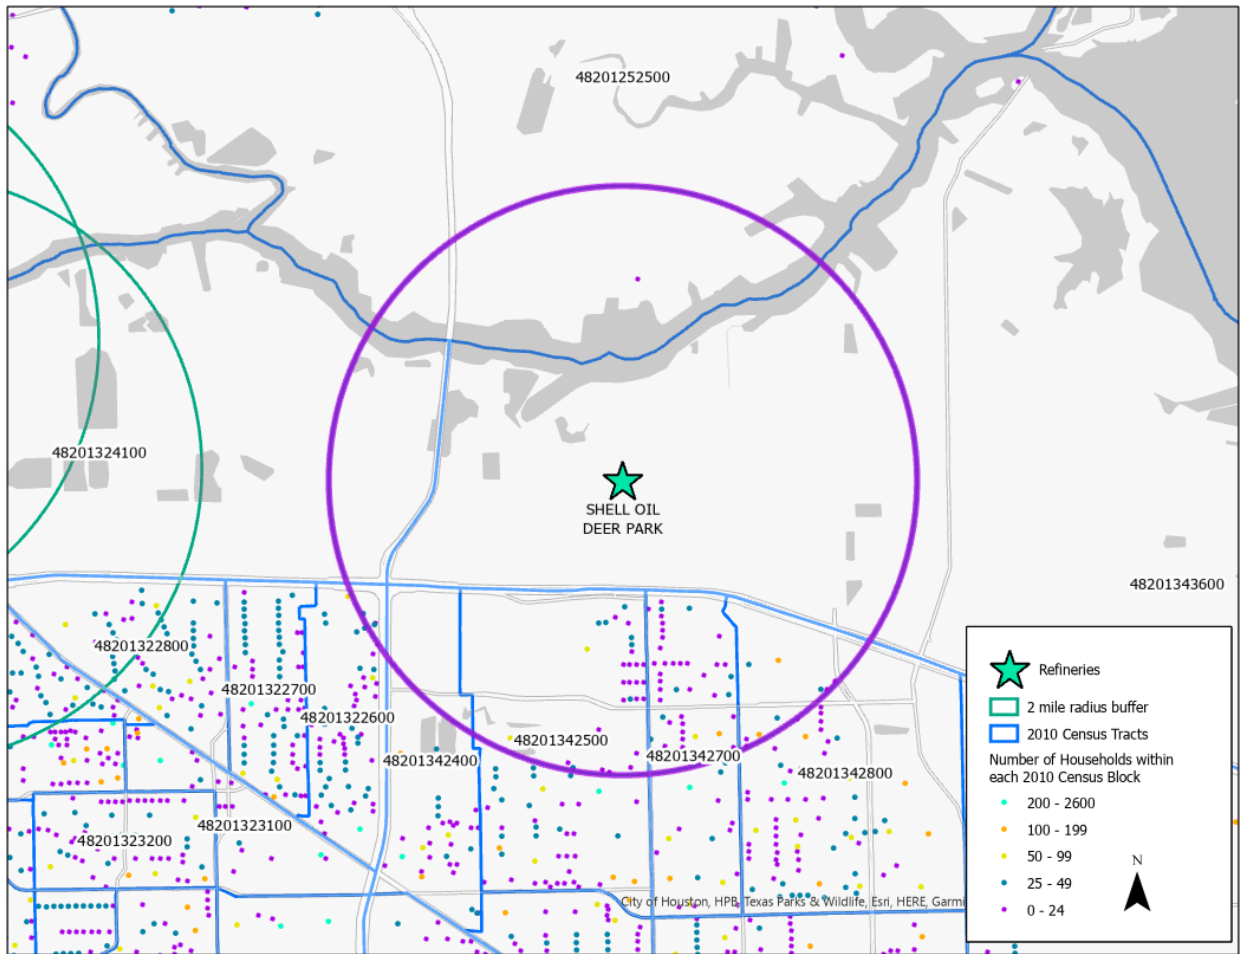 48201252500
48201324100
SHELL OIL
DEER PARK
48201343600
48201322800
48201322700
48201322600
48201342500
48201342400
48201342700
48201342800
48201323100
48201323200
City of Houston, HPB, Texas Parks & Wildlife, Esri, HERE, Garmi
Refineries
2 mile radius buffer
2010 Census Tracts
Number of Households within
each 2010 Census Block
200 - 2600
100 - 199
50 - 99
25 - 49
0 - 24
N